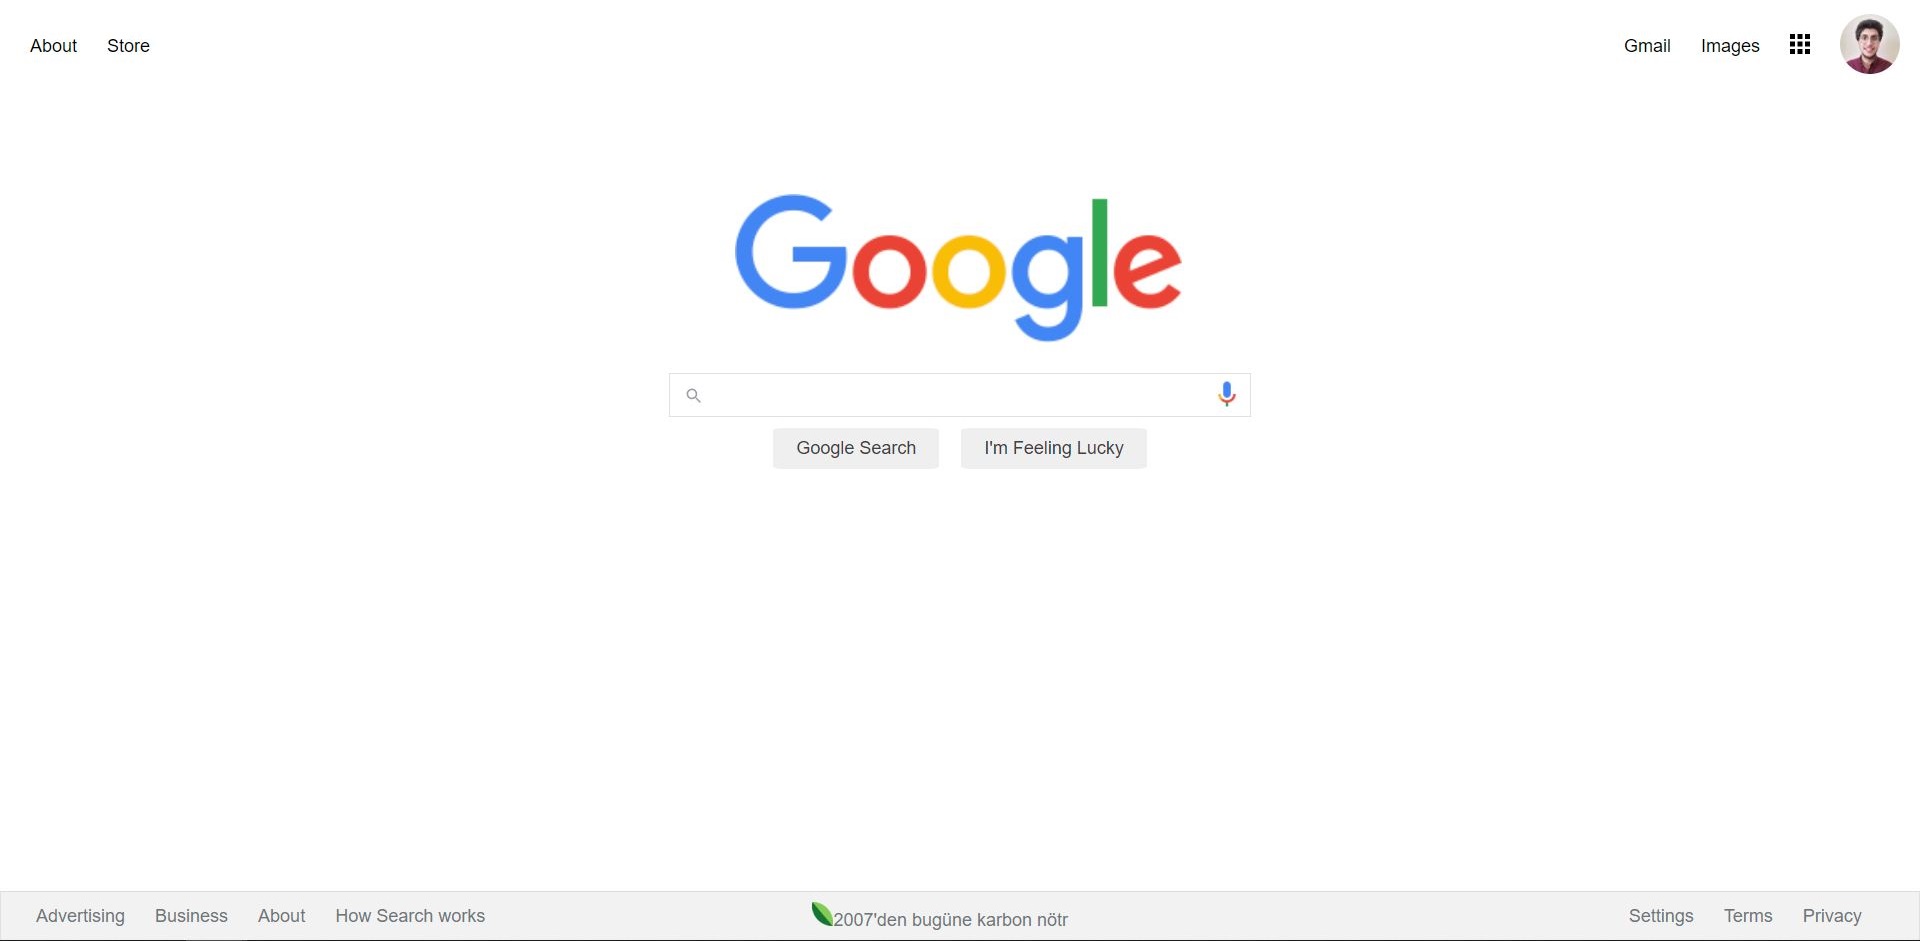 About Store Gmail Images
Google
Google Search I'm Feeling Lucky
Advertising Business About How Search works 2007'den bugüne karbon nötr Settings Terms Privacy